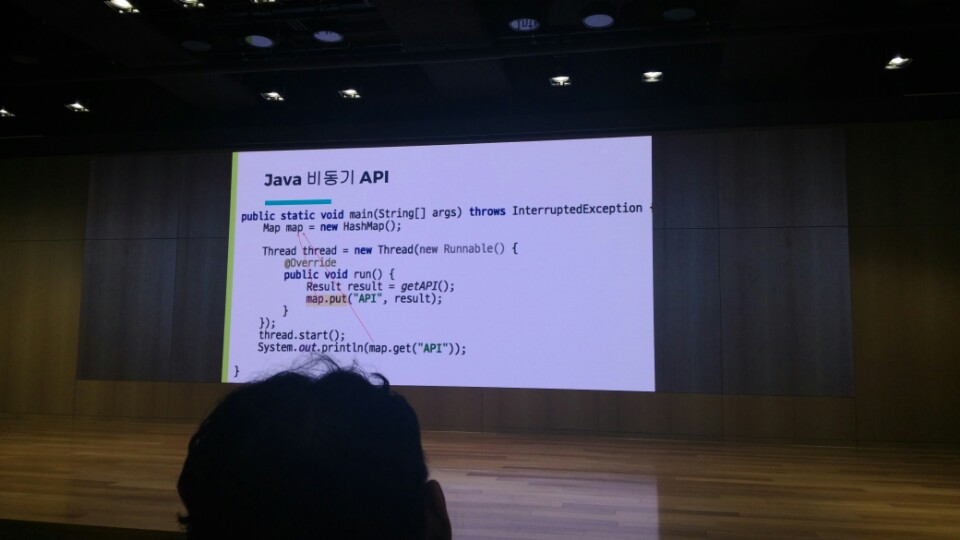 Java 비동기 API
public static void main(String[] args) throws InterruptedException {
Map map = new HashMap();
Thread thread = new Thread(new Runnable() {
@Override
public void run() {
Result result = getAPI();
map.put("API", result);
}
});
thread.start();
System.out.println(map.get("API"));
}